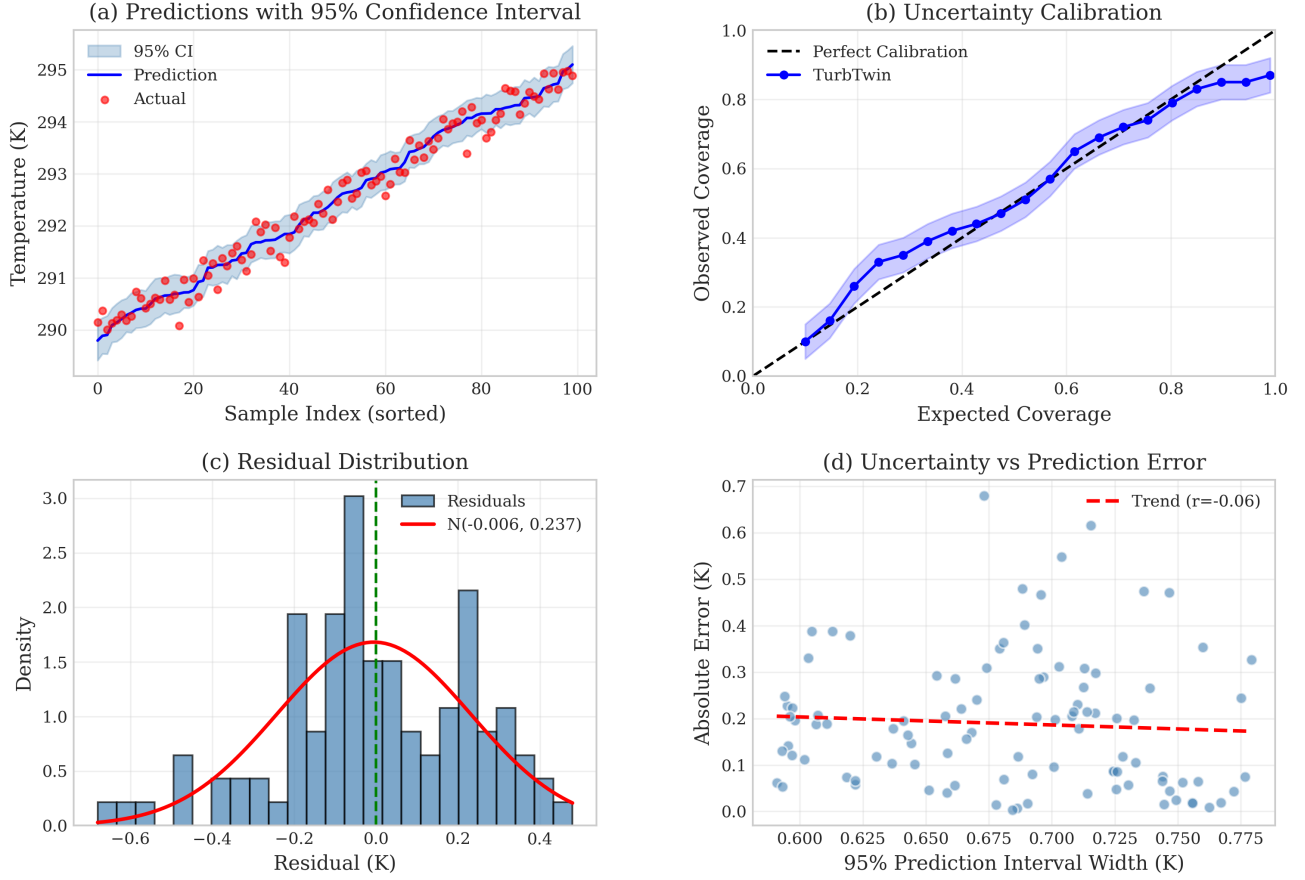 (a) Predictions with 95% Confidence Interval
95% CI
Prediction
Actual
295
294
293
292
291
290
Temperature (K)
0 20 40 60 80 100
Sample Index (sorted)
(b) Uncertainty Calibration
Perfect Calibration
TurbTwin
1.0
0.8
0.6
0.4
0.2
0.0
Observed Coverage
0.0 0.2 0.4 0.6 0.8 1.0
Expected Coverage
(c) Residual Distribution
Residuals
N(-0.006, 0.237)
3.0
2.5
2.0
1.5
1.0
0.5
0.0
Density
−0.6 −0.4 −0.2 0.0 0.2 0.4
Residual (K)
(d) Uncertainty vs Prediction Error
Trend (r=-0.06)
0.7
0.6
0.5
0.4
0.3
0.2
0.1
0.0
Absolute Error (K)
0.600 0.625 0.650 0.675 0.700 0.725 0.750 0.775
95% Prediction Interval Width (K)